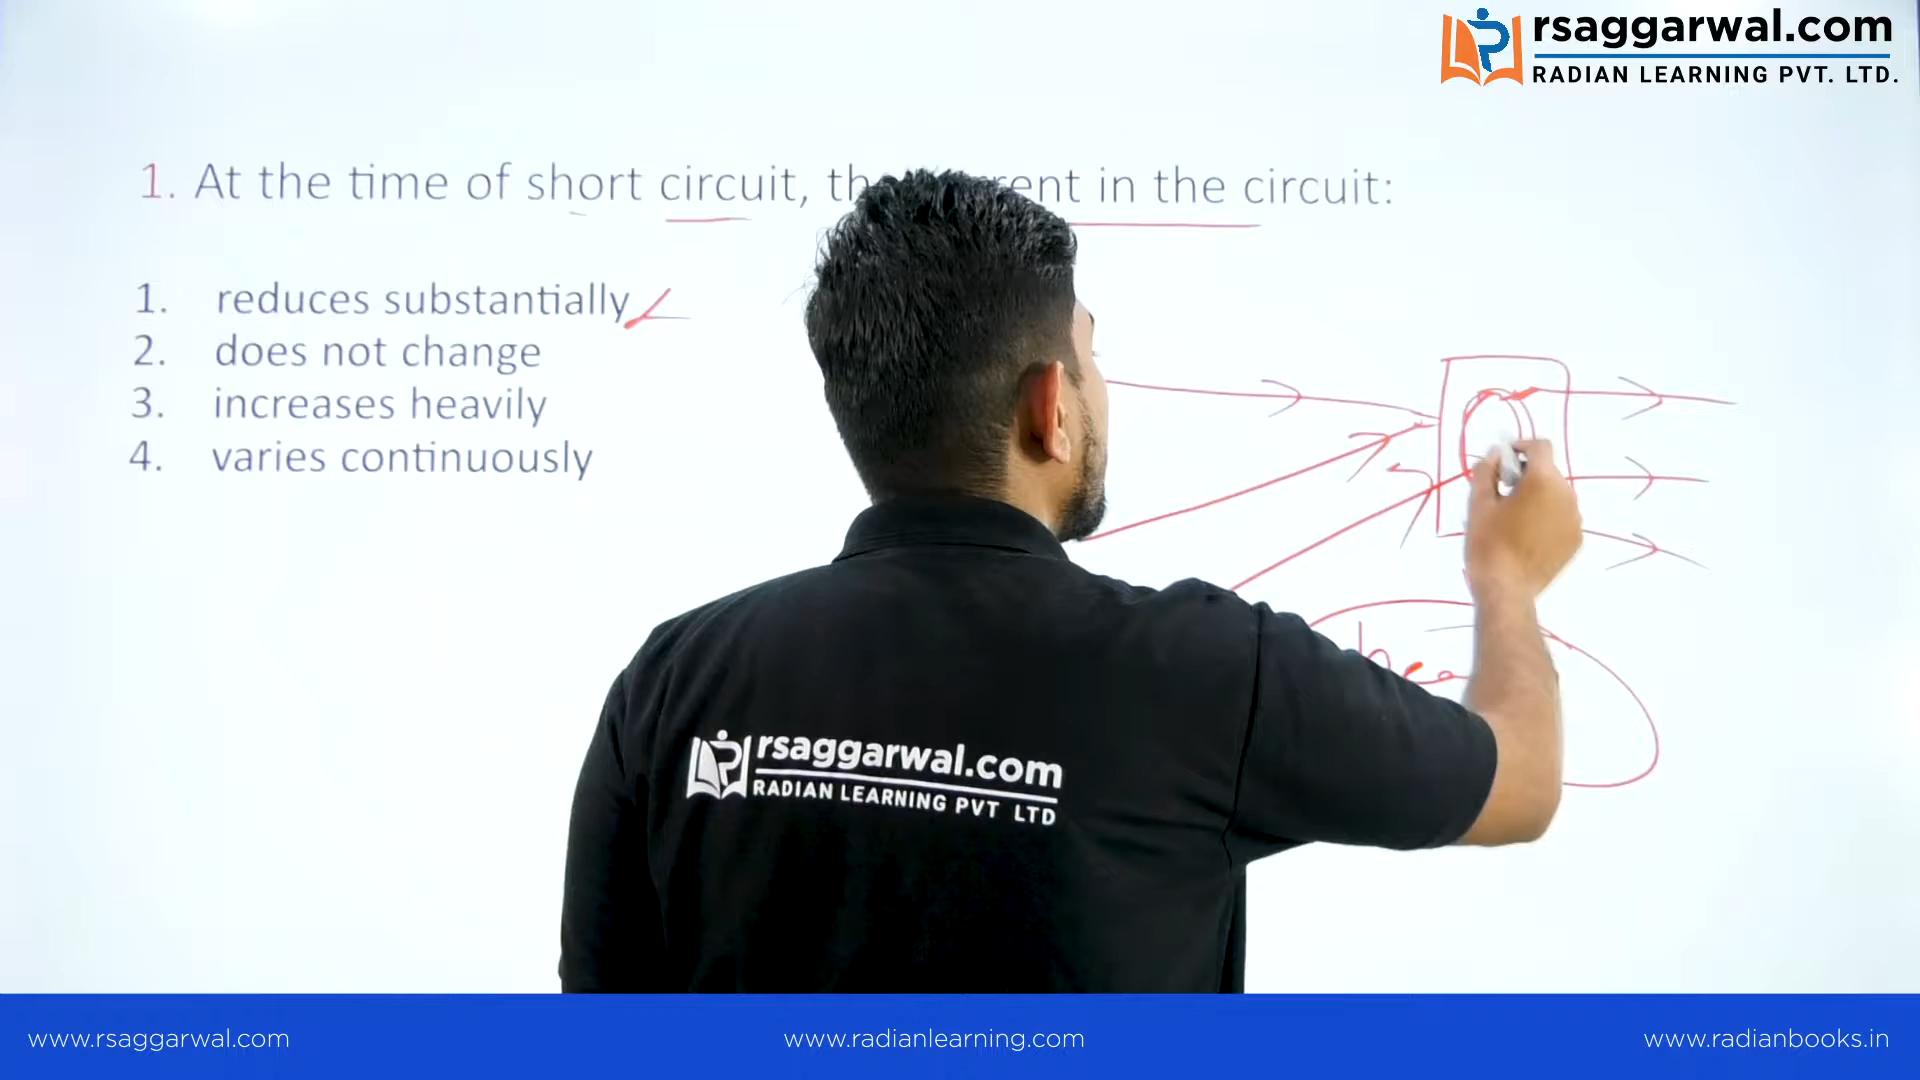 rsaggarwal.com
RADIAN LEARNING PVT. LTD.
1. At the time of short circuit, in the circuit:
1. reduces substantially
2. does not change
3. increases heavily
4. varies continuously
rsaggarwal.com
RADIAN LEARNING PVT LTD
www.rsaggarwal.com
www.radianlearning.com
www.radianbooks.in